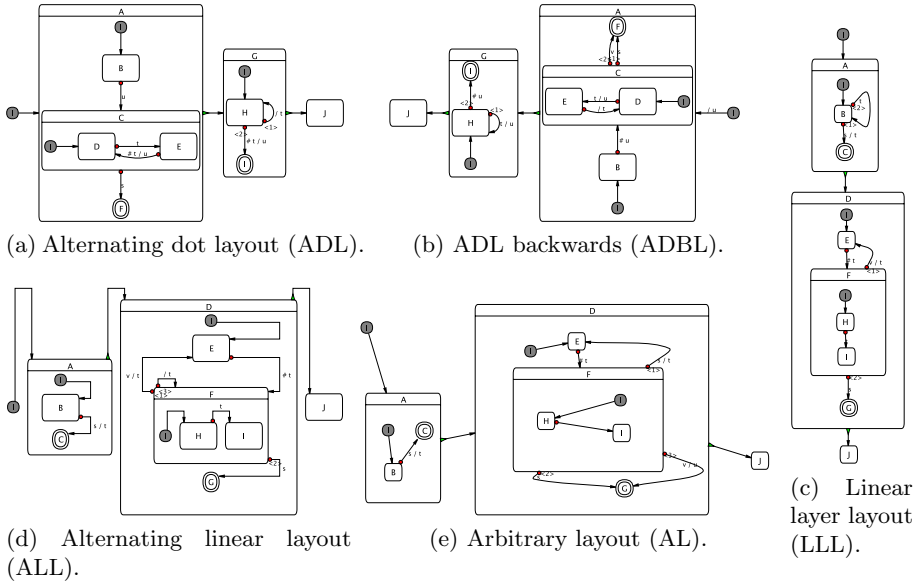 A
I
B
u
I
C
I
D
t
E
# t / u
s
F
G
I
H
/ t
<1>
<2>
# t / u
I
J
(a) Alternating dot layout (ADL).
A
F
v
s
<2>
<1>
G
I
# u
<2>
H
<1>
t / u
I
J
C
E
t / u
/ t
D
I
/ u
I
# u
B
I
(b) ADL backwards (ADBL).
I
A
I
B
t
<2>
<1>
s / t
C
D
I
E
# t
v / t
<1>
F
I
H
I
<2>
s
G
J
(c) Linear
layer layout
(LLL).
I
A
I
B
s / t
C
D
I
E
v / t
/ t
# t
<1>
F
I
H
t
I
<2>
s
G
J
(d) Alternating linear layout
(ALL).
I
A
I
C
s / t
B
D
I
E
# t
s / t
<1>
F
I
H
I
v / u
<2>
G
J
(e) Arbitrary layout (AL).